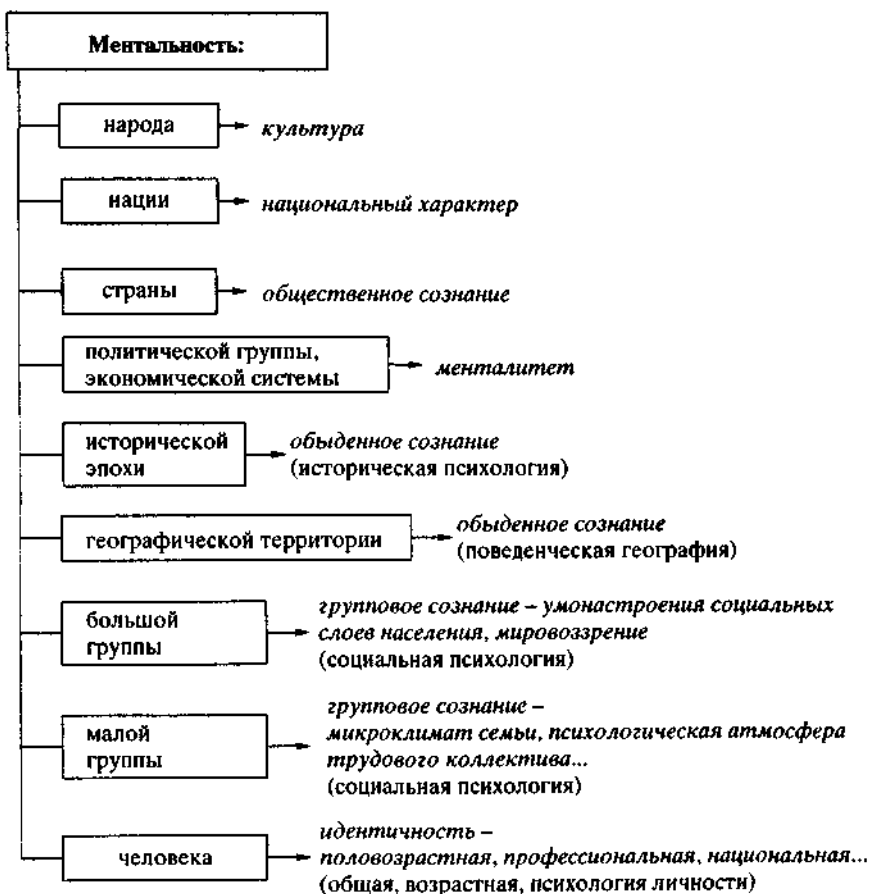 Ментальность:
народа
культура
нации
национальный характер
страны
общественное сознание
политической группы,
экономической системы
менталитет
исторической
эпохи
обыденное сознание
(историческая психология)
географической территории
обыденное сознание
(поведенческая география)
большой
группы
групповое сознание – умонастроения социальных
слоев населения, мировоззрение
(социальная психология)
малой
группы
групповое сознание –
микроклимат семьи, психологическая атмосфера
трудового коллектива...
(социальная психология)
человека
идентичность –
половозрастная, профессиональная, национальная...
(общая, возрастная, психология личности)